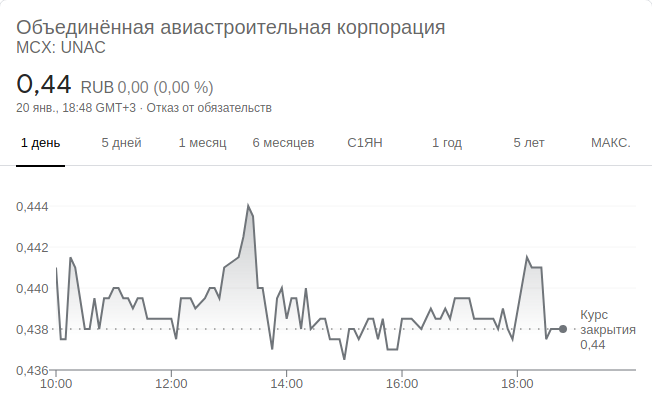 Объединённая авиастроительная корпорация
MCX: UNAC
0,44 RUB 0,00 (0,00 %)
20 янв., 18:48 GMT+3 · Отказ от обязательств
1 день 5 дней 1 месяц 6 месяцев С1ЯН 1 год 5 лет МАКС.
0,444
0,442
0,440
0,438
0,436
Курс
закрытия
0,44
10:00 12:00 14:00 16:00 18:00